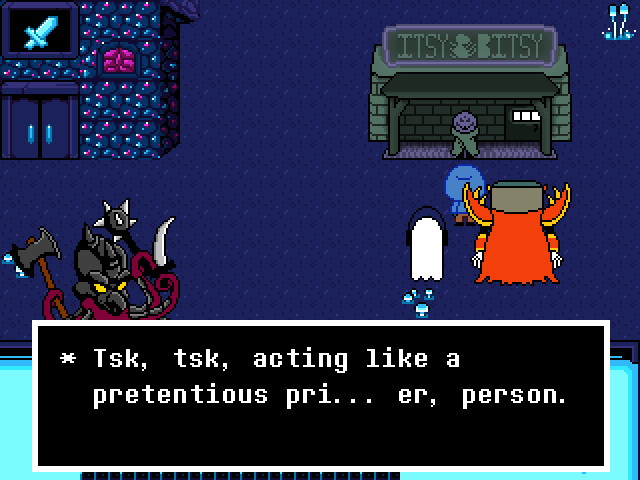 ITSY BITSY
* Tsk, tsk, acting like a
pretentious pri... er, person.